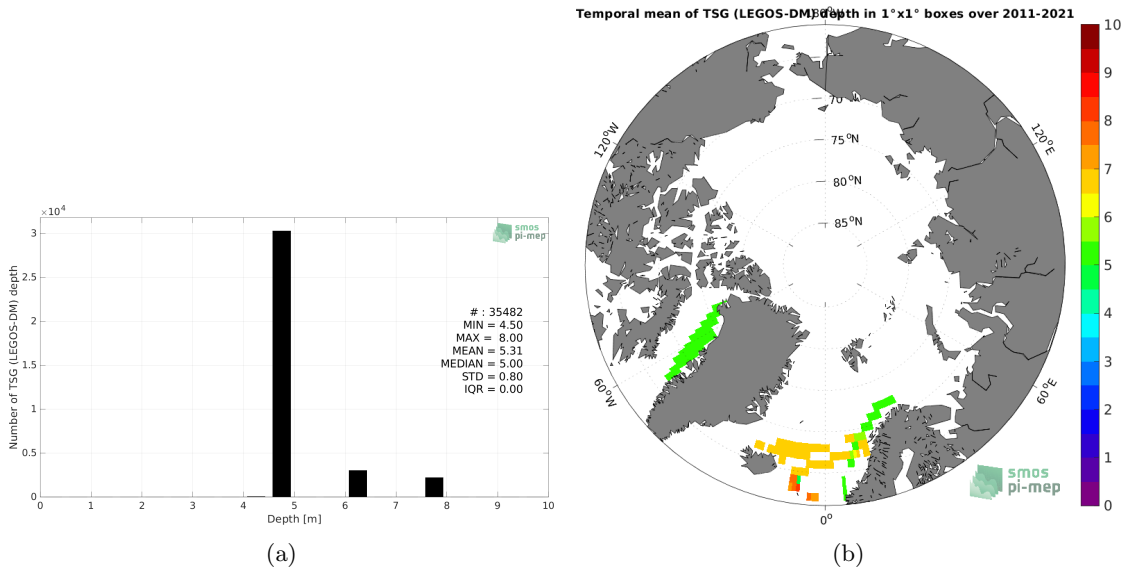 ×10⁴
3
2.5
2
1.5
1
0.5
0
0 1 2 3 4 5 6 7 8 9 10
Number of TSG (LEGOS-DM) depth
Depth [m]
smos
pi-mep
# : 35482
MIN = 4.50
MAX = 8.00
MEAN = 5.31
MEDIAN = 5.00
STD = 0.80
IQR = 0.00
(a)
Temporal mean of TSG (LEGOS-DM) depth in 1°x1° boxes over 2011-2021
180°W
120°W
120°E
70°N
75°N
80°N
85°N
60°W
60°E
0°
smos
pi-mep
10
9
8
7
6
5
4
3
2
1
0
(b)